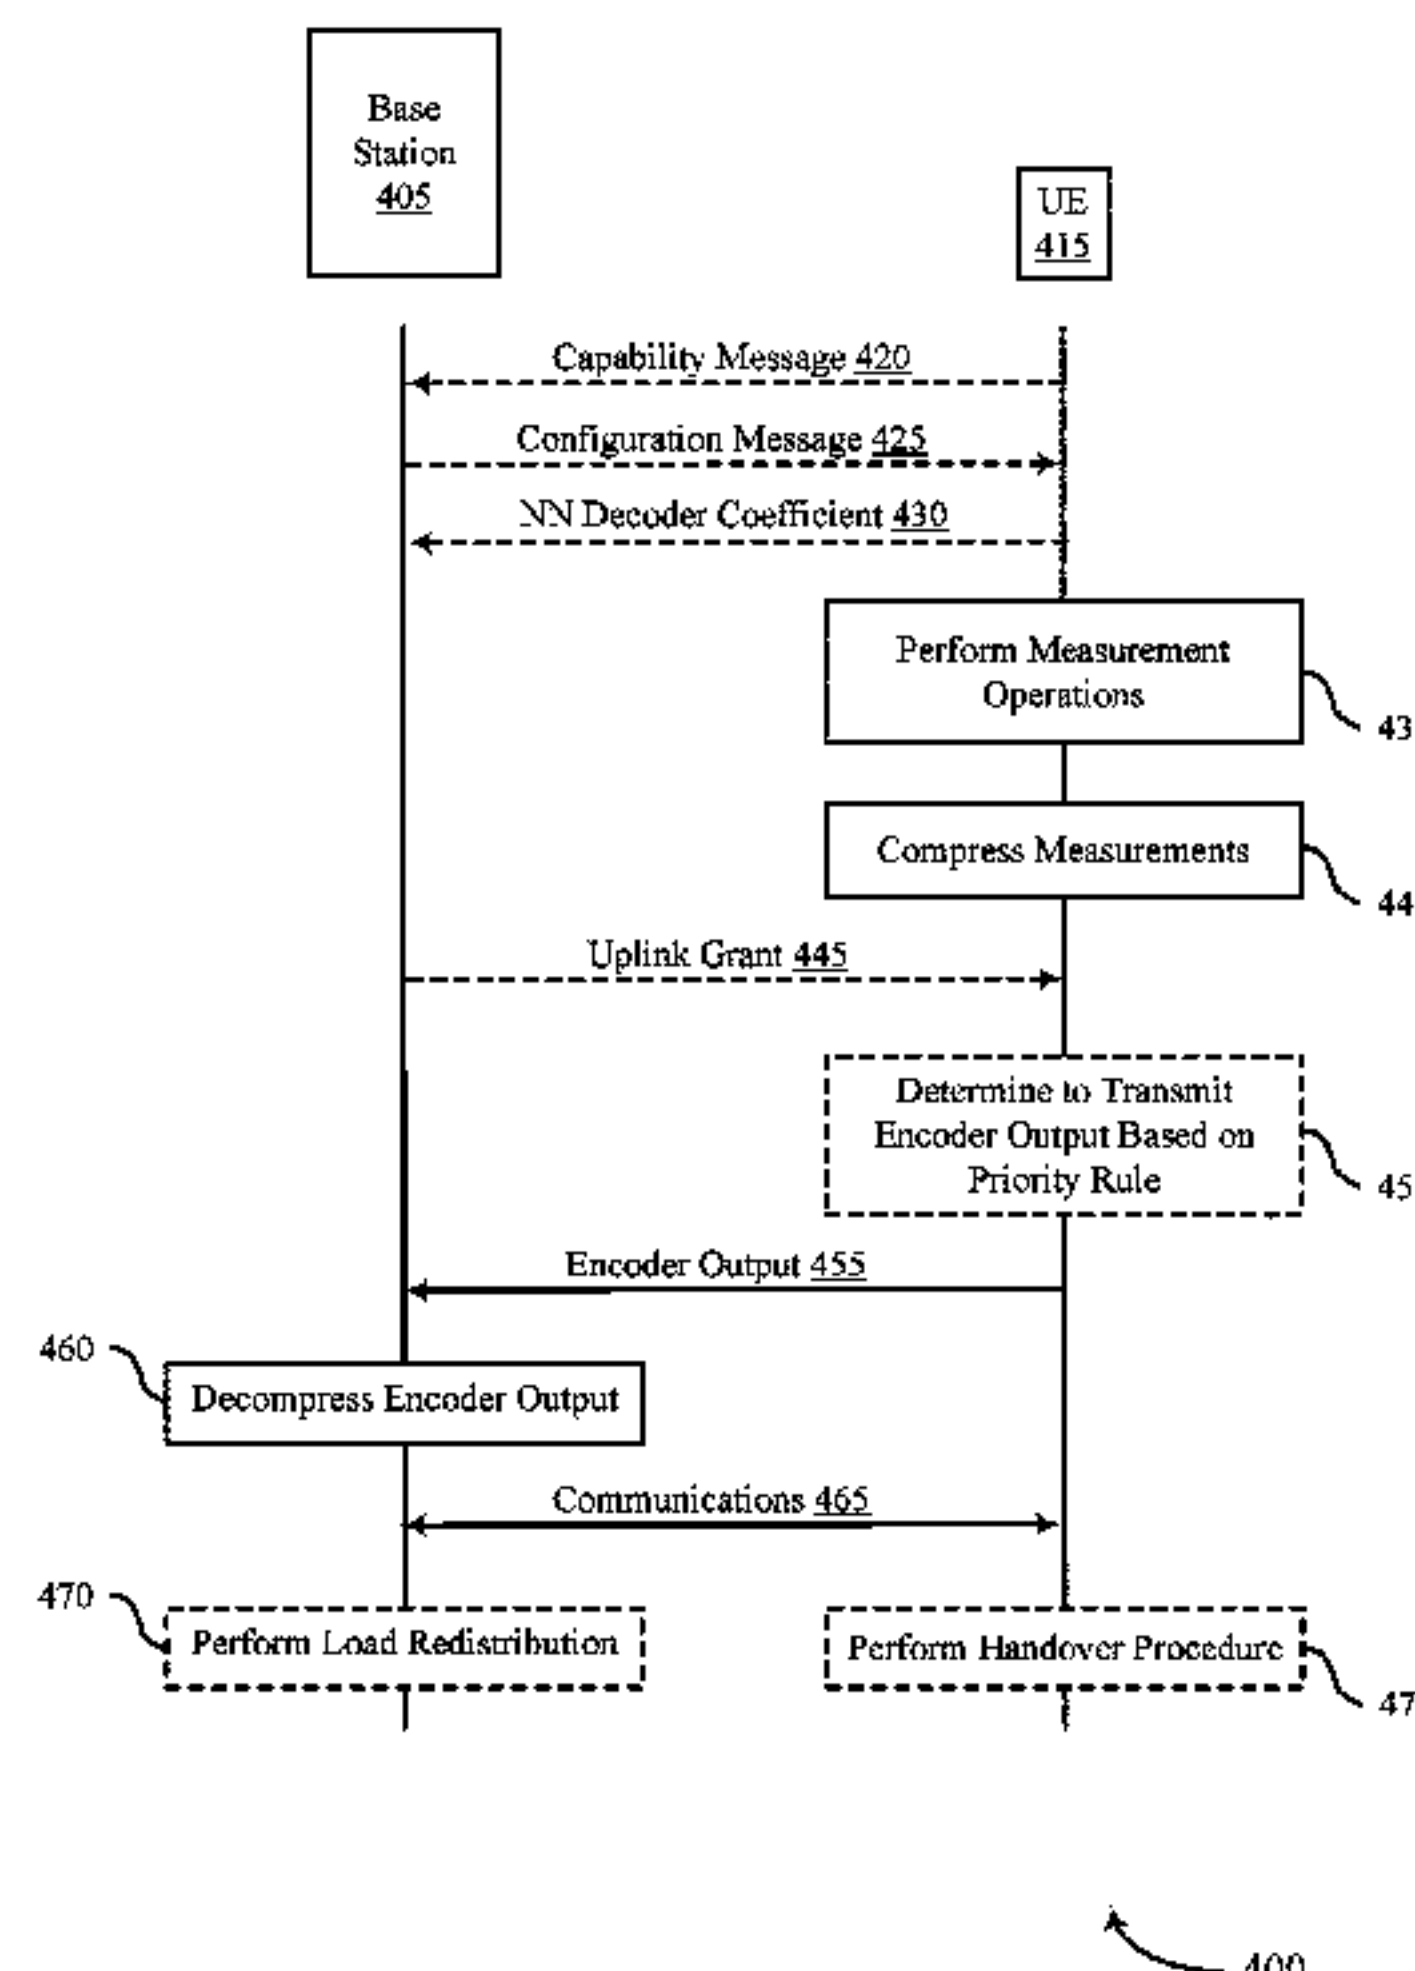 Base
Station
405
UE
415
Capability Message 420
Configuration Message 425
NN Decoder Coefficient 430
Perform Measurement
Operations
43
Compress Measurements
44
Uplink Grant 445
Determine to Transmit
Encoder Output Based on
Priority Rule
45
Encoder Output 455
460
Decompress Encoder Output
Communications 465
470
Perform Load Redistribution
Perform Handover Procedure
47
400